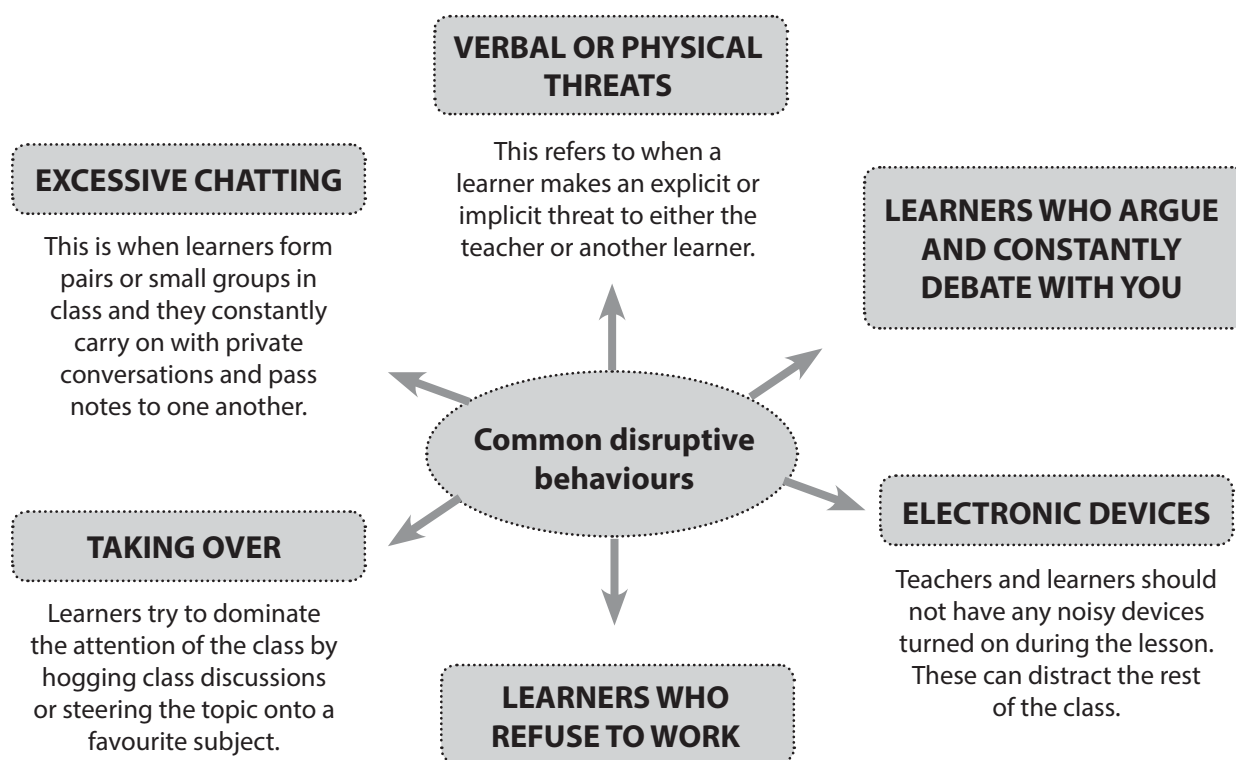 VERBAL OR PHYSICAL
THREATS
This refers to when a
learner makes an explicit or
implicit threat to either the
teacher or another learner.
EXCESSIVE CHATTING
This is when learners form
pairs or small groups in
class and they constantly
carry on with private
conversations and pass
notes to one another.
LEARNERS WHO ARGUE
AND CONSTANTLY
DEBATE WITH YOU
Common disruptive
behaviours
TAKING OVER
Learners try to dominate
the attention of the class by
hogging class discussions
or steering the topic onto a
favourite subject.
ELECTRONIC DEVICES
Teachers and learners should
not have any noisy devices
turned on during the lesson.
These can distract the rest
of the class.
LEARNERS WHO
REFUSE TO WORK